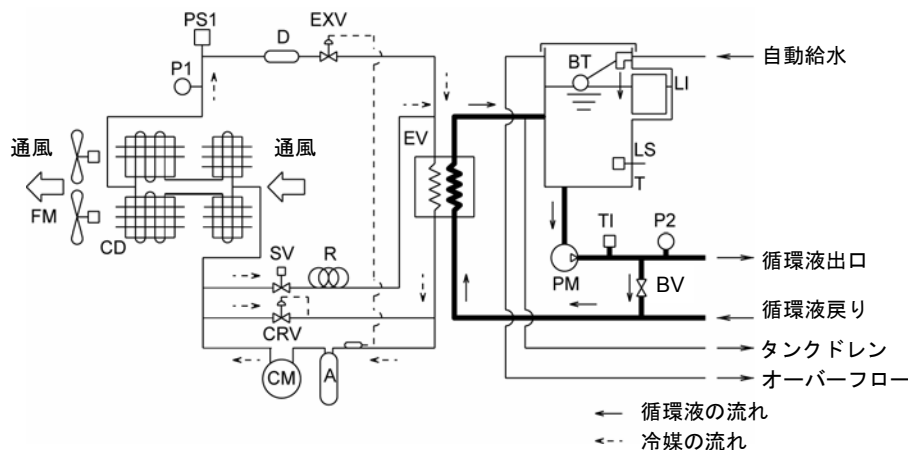 PS1
EXV
D
P1
BT
自動給水
LI
通風
通風
EV
LS
T
FM
CD
SV
R
TI
P2
循環液出口
PM
BV
CRV
循環液戻り
CM
A
タンクドレン
オーバーフロー
循環液の流れ
冷媒の流れ